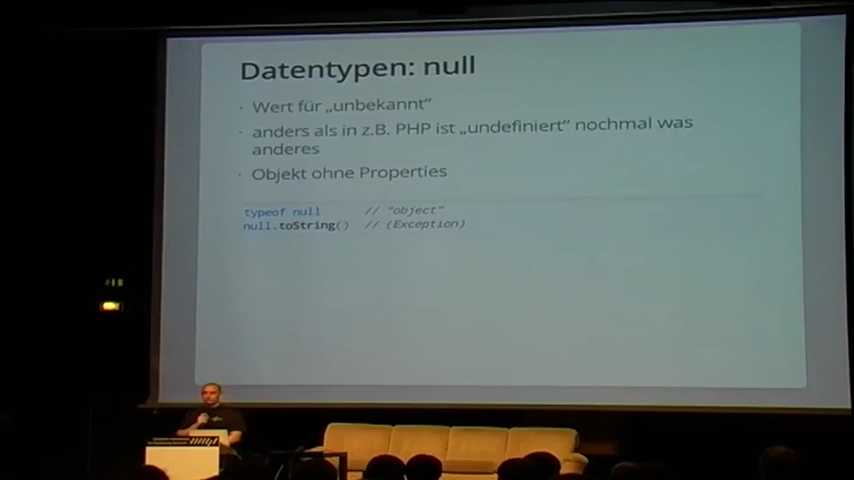 Datentypen: null
· Wert für „unbekannt“
· anders als in z.B. PHP ist „undefiniert“ nochmal was
anderes
· Objekt ohne Properties
typeof null // "object"
null.toString() // (Exception)